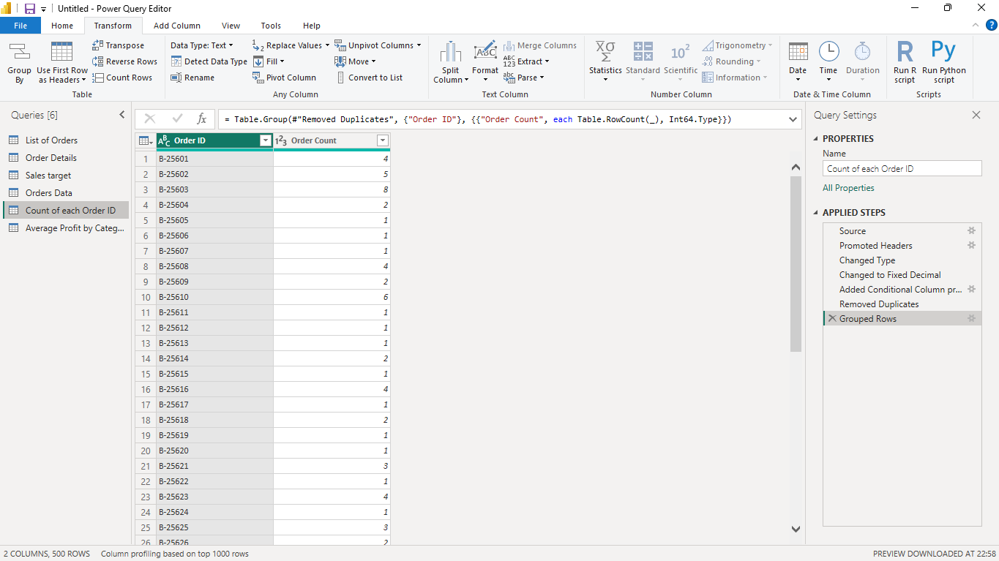 Untitled - Power Query Editor
File Home Transform Add Column View Tools Help
Group By
Use First Row as Headers
Transpose
Reverse Rows
Count Rows
Table
Data Type: Text
Detect Data Type
Rename
Replace Values
Fill
Pivot Column
Unpivot Columns
Move
Convert to List
Any Column
Split Column
Format
Merge Columns
Extract
Parse
Text Column
Statistics
Standard
Scientific
Trigonometry
Rounding
Information
Number Column
Date
Time
Duration
Date & Time Column
Run R script
Run Python script
Scripts
Queries [6]
List of Orders
Order Details
Sales target
Orders Data
Count of each Order ID
Average Profit by Categ...
= Table.Group(#"Removed Duplicates", {"Order ID"}, {{"Order Count", each Table.RowCount(_), Int64.Type}})
Order ID Order Count
1 B-25601 4
2 B-25602 5
3 B-25603 8
4 B-25604 2
5 B-25605 1
6 B-25606 1
7 B-25607 1
8 B-25608 4
9 B-25609 2
10 B-25610 6
11 B-25611 1
12 B-25612 1
13 B-25613 1
14 B-25614 2
15 B-25615 1
16 B-25616 4
17 B-25617 1
18 B-25618 2
19 B-25619 1
20 B-25620 1
21 B-25621 3
22 B-25622 1
23 B-25623 4
24 B-25624 1
25 B-25625 3
26 B-25626 2
Query Settings
PROPERTIES
Name
Count of each Order ID
All Properties
APPLIED STEPS
Source
Promoted Headers
Changed Type
Changed to Fixed Decimal
Added Conditional Column pr...
Removed Duplicates
Grouped Rows
2 COLUMNS, 500 ROWS Column profiling based on top 1000 rows
PREVIEW DOWNLOADED AT 22:58